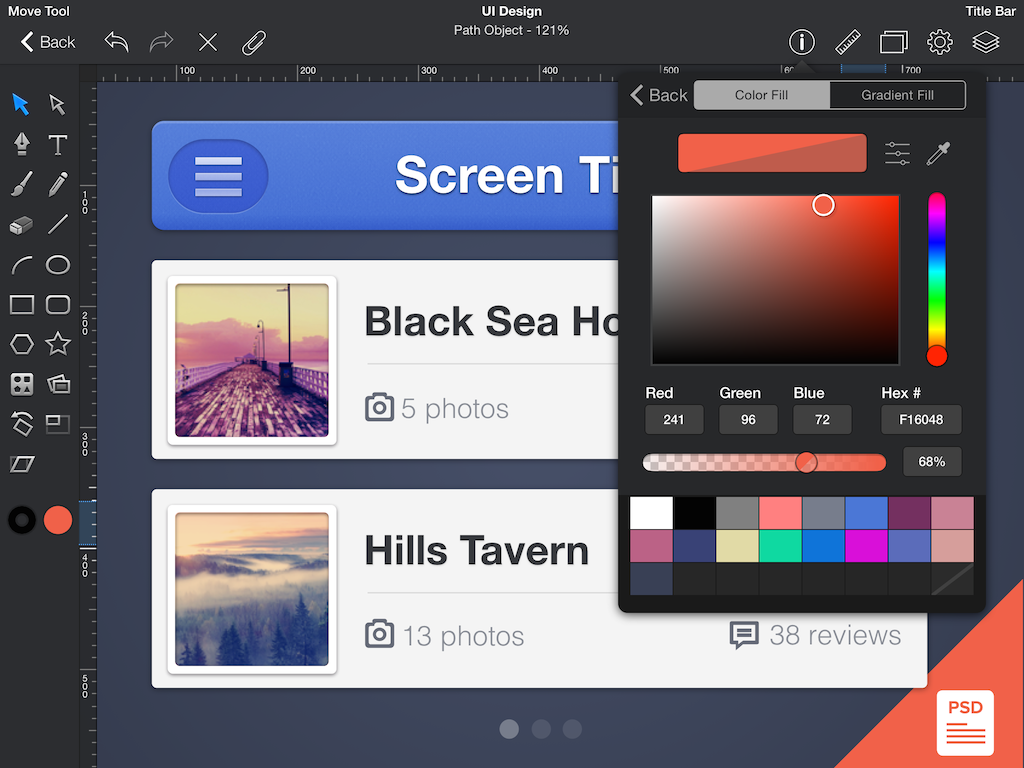 Move Tool
UI Design
Title Bar
Back
Path Object - 121%
100 200 300 400 500 700
Back
Color Fill
Gradient Fill
T
Screen Ti
100
Black Sea Ho
200
5 photos
Red Green Blue Hex #
241 96 72 F16048
300
68%
Hills Tavern
400
13 photos
38 reviews
500
PSD